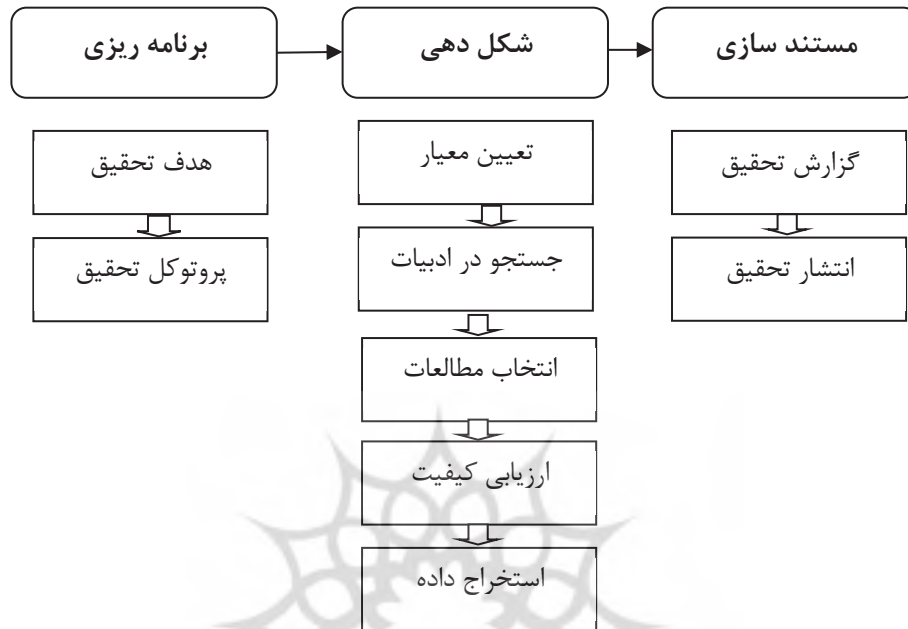 برنامه ریزی
شکل دهی
مستند سازی
هدف تحقیق
پروتوکل تحقیق
تعیین معیار
جستجو در ادبیات
انتخاب مطالعات
ارزیابی کیفیت
استخراج داده
گزارش تحقیق
انتشار تحقیق